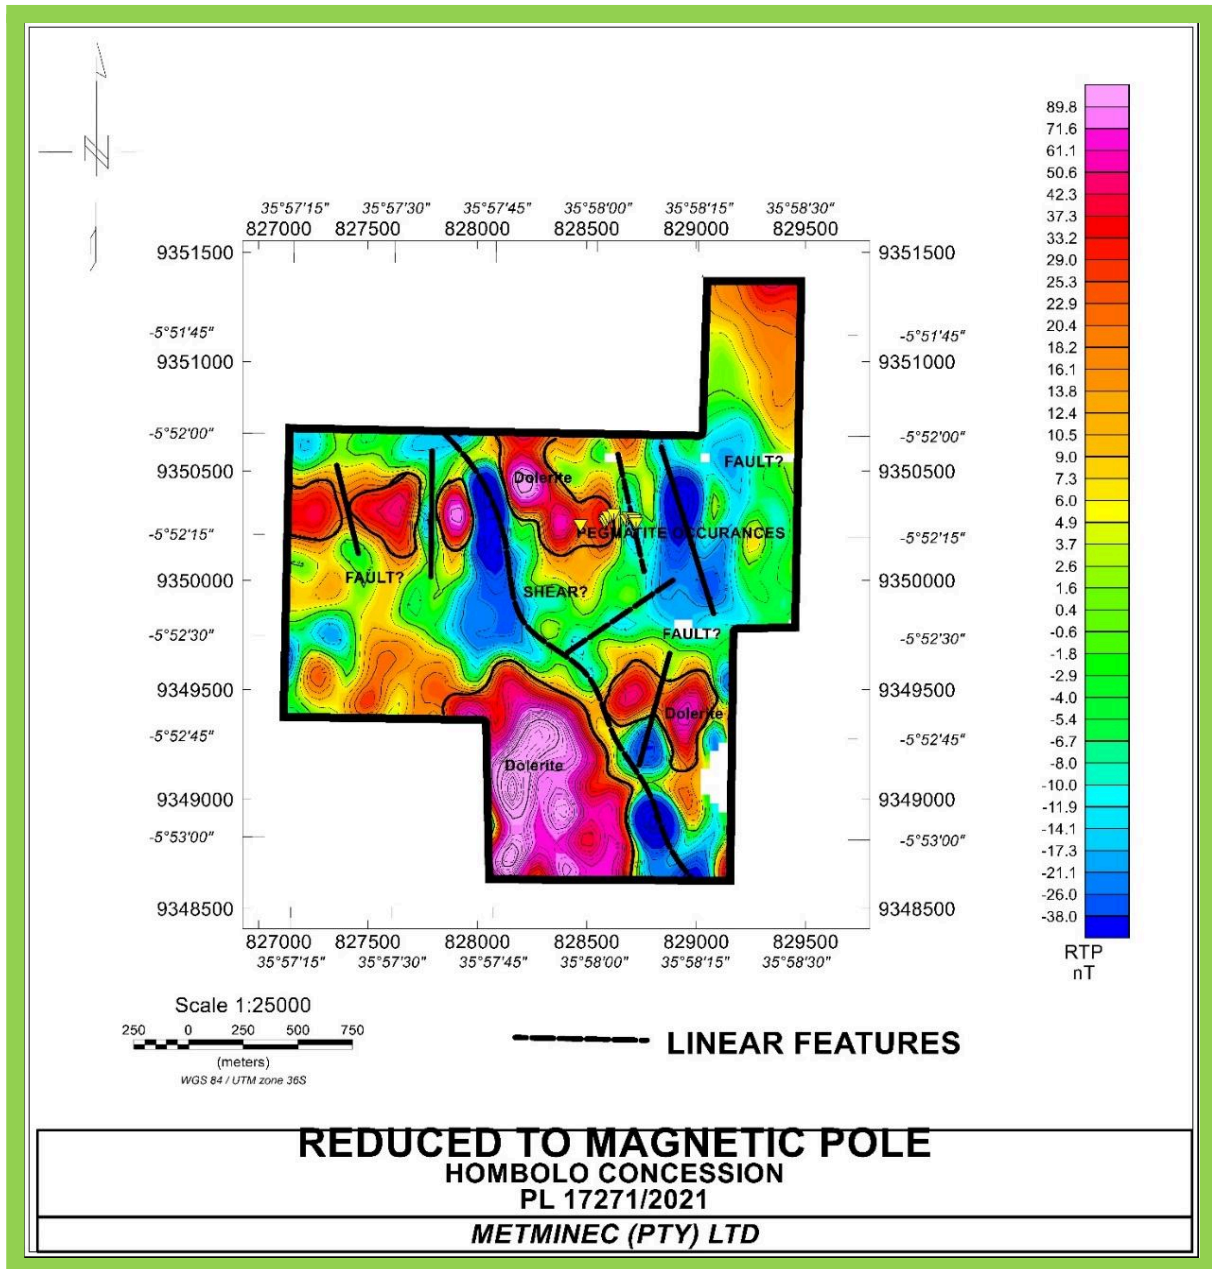 N
35°57'15" 35°57'30" 35°57'45" 35°58'00" 35°58'15" 35°58'30"
827000 827500 828000 828500 829000 829500
9351500 9351500
-5°51'45" -5°51'45"
9351000 9351000
-5°52'00" -5°52'00"
9350500 9350500
-5°52'15" -5°52'15"
9350000 9350000
-5°52'30" -5°52'30"
9349500 9349500
-5°52'45" -5°52'45"
9349000 9349000
-5°53'00" -5°53'00"
9348500 9348500
FAULT?
Dolerite
PEGMATITE OCCURANCES
FAULT?
SHEAR?
FAULT?
Dolerite
Dolerite
827000 827500 828000 828500 829000 829500
35°57'15" 35°57'30" 35°57'45" 35°58'00" 35°58'15" 35°58'30"
89.8
71.6
61.1
50.6
42.3
37.3
33.2
29.0
25.3
22.9
20.4
18.2
16.1
13.8
12.4
10.5
9.0
7.3
6.0
4.9
3.7
2.6
1.6
0.4
-0.6
-1.8
-2.9
-4.0
-5.4
-6.7
-8.0
-10.0
-11.9
-14.1
-17.3
-21.1
-26.0
-38.0
RTP
nT
Scale 1:25000
250 0 250 500 750
(meters)
WGS 84 / UTM zone 36S
LINEAR FEATURES
REDUCED TO MAGNETIC POLE
HOMBOLO CONCESSION
PL 17271/2021
METMINEC (PTY) LTD